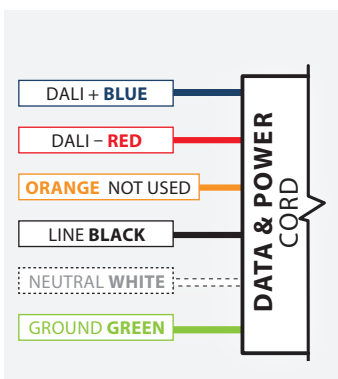 DALI + BLUE
DALI – RED
ORANGE NOT USED
LINE BLACK
NEUTRAL WHITE
GROUND GREEN
DATA & POWER
CORD